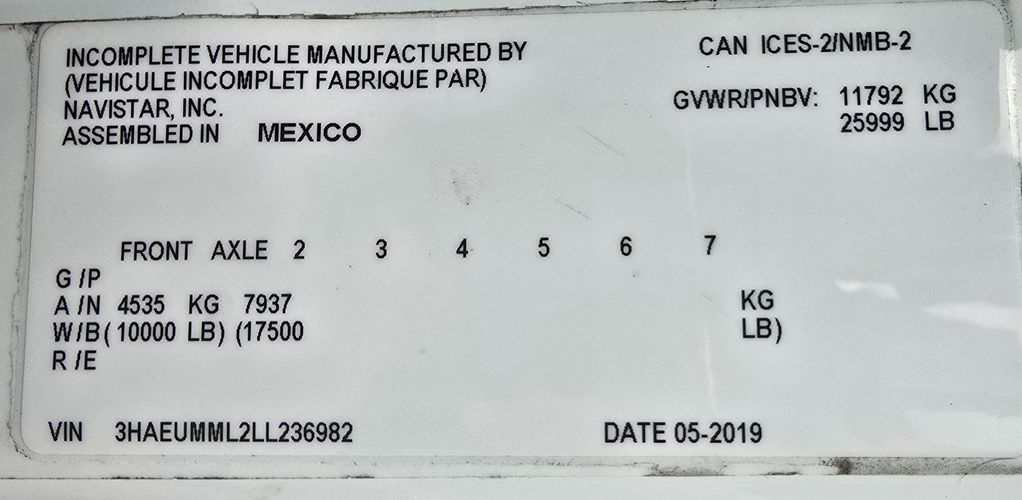 INCOMPLETE VEHICLE MANUFACTURED BY
(VEHICULE INCOMPLET FABRIQUE PAR)
NAVISTAR, INC.
ASSEMBLED IN MEXICO
CAN ICES-2/NMB-2
GVWR/PNBV: 11792 KG
25999 LB
FRONT AXLE 2 3 4 5 6 7
G /P
A /N 4535 KG 7937 KG
W/B ( 10000 LB) (17500 LB)
R /E
VIN 3HAEUMML2LL236982 DATE 05-2019